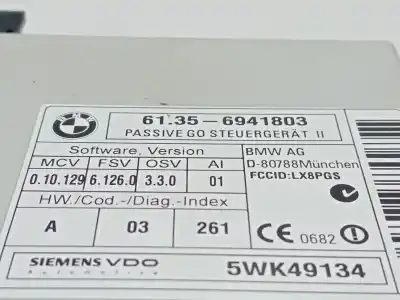 BMW
61.35 - 6941803
PASSIVE GO STEUERGERÄT II
Software, Version
BMW AG
MCV FSV OSV AI
D-80788München
FCCID:LX8PGS
0.10.129 6.126.0 3.3.0 01
HW./Cod.-/Diag.-Index
A 03 261
CE 0682
SIEMENS VDO
Automotive
5WK49134